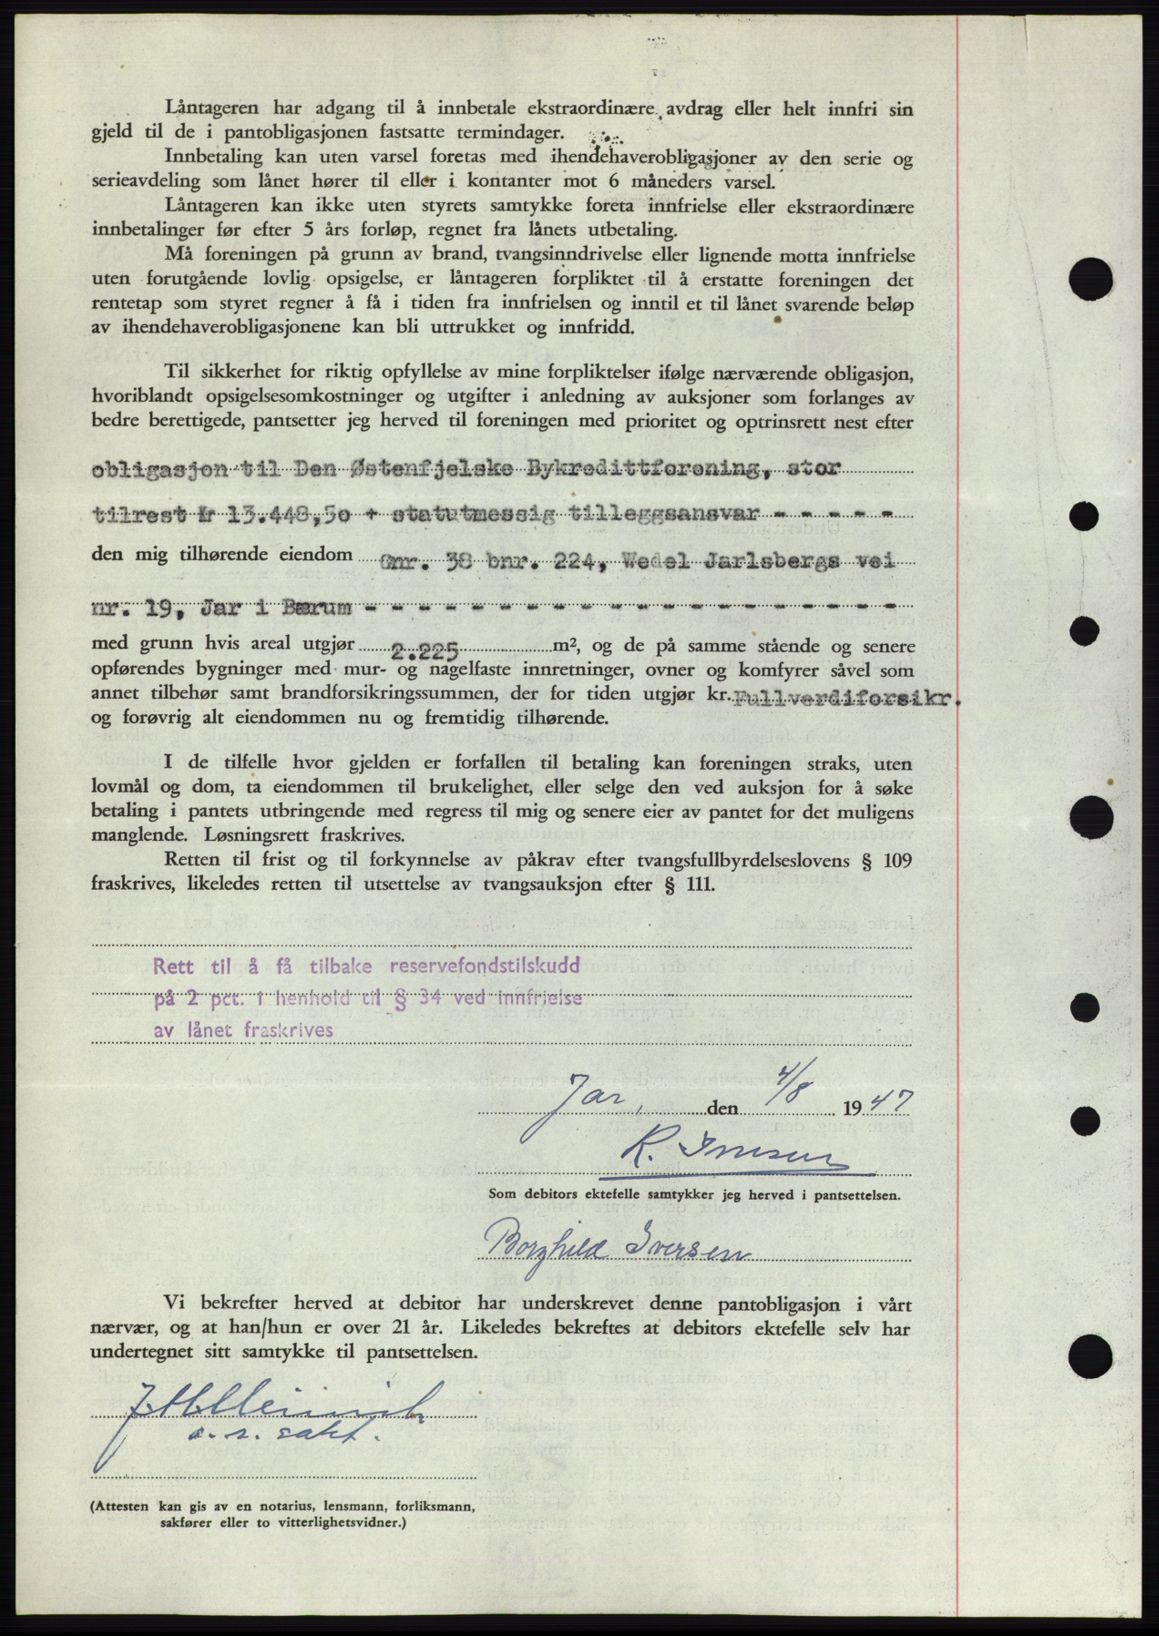 Låntageren har adgang til å innbetale ekstraordinære avdrag eller helt innfri sin
gjeld til de i pantobligasjonen fastsatte termindager.
Innbetaling kan uten varsel foretas med ihendehaverobligasjoner av den serie og
serieavdeling som lånet hører til eller i kontanter mot 6 måneders varsel.
Låntageren kan ikke uten styrets samtykke foreta innfrielse eller ekstraordinære
innbetalinger før efter 5 års forløp, regnet fra lånets utbetaling.
Må foreningen på grunn av brand, tvangsinndrivelse eller lignende motta innfrielse
uten forutgående lovlig opsigelse, er låntageren forpliktet til å erstatte foreningen det
rentetap som styret regner å få i tiden fra innfrielsen og inntil et til lånet svarende beløp
av ihendehaverobligasjonene kan bli uttrukket og innfridd.
Til sikkerhet for riktig opfyllelse av mine forpliktelser ifølge nærværende obligasjon,
hvoriblandt opsigelsesomkostninger og utgifter i anledning av auksjoner som forlanges av
bedre berettigede, pantsetter jeg herved til foreningen med prioritet og optrinsrett nest efter
obligasjon til Den Østenfjelske Bykredittforening, stor
tilrest kr 13.448,50 + statutmessig tilleggsansvar - - - - -
den mig tilhørende eiendom Gnr. 38 bnr. 224, Wedel Jarlsbergs vei
nr. 19, Jar i Bærum - - - - - - - - - - - - - - - - - - - - -
med grunn hvis areal utgjør 2.225 m², og de på samme stående og senere
opførendes bygninger med mur- og nagelfaste innretninger, ovner og komfyrer såvel som
annet tilbehør samt brandforsikringssummen, der for tiden utgjør kr. Fullverdiforsikr.
og forøvrig alt eiendommen nu og fremtidig tilhørende.
I de tilfelle hvor gjelden er forfallen til betaling kan foreningen straks, uten
lovmål og dom, ta eiendommen til brukelighet, eller selge den ved auksjon for å søke
betaling i pantets utbringende med regress til mig og senere eier av pantet for det muligens
manglende. Løsningsrett fraskrives.
Retten til frist og til forkynnelse av påkrav efter tvangsfullbyrdelseslovens § 109
fraskrives, likeledes retten til utsettelse av tvangsauksjon efter § 111.
Rett til å få tilbake reservefondstilskudd
på 2 pct. i henhold til § 34 ved innfrielse
av lånet fraskrives
Jar, den 4/8 1947
R. Iversen
Som debitors ektefelle samtykker jeg herved i pantsettelsen.
Borghild Iversen
Vi bekrefter herved at debitor har underskrevet denne pantobligasjon i vårt
nærvær, og at han/hun er over 21 år. Likeledes bekreftes at debitors ektefelle selv har
undertegnet sitt samtykke til pantsettelsen.
o.r. sakf.
(Attesten kan gis av en notarius, lensmann, forliksmann,
sakfører eller to vitterlighetsvidner.)